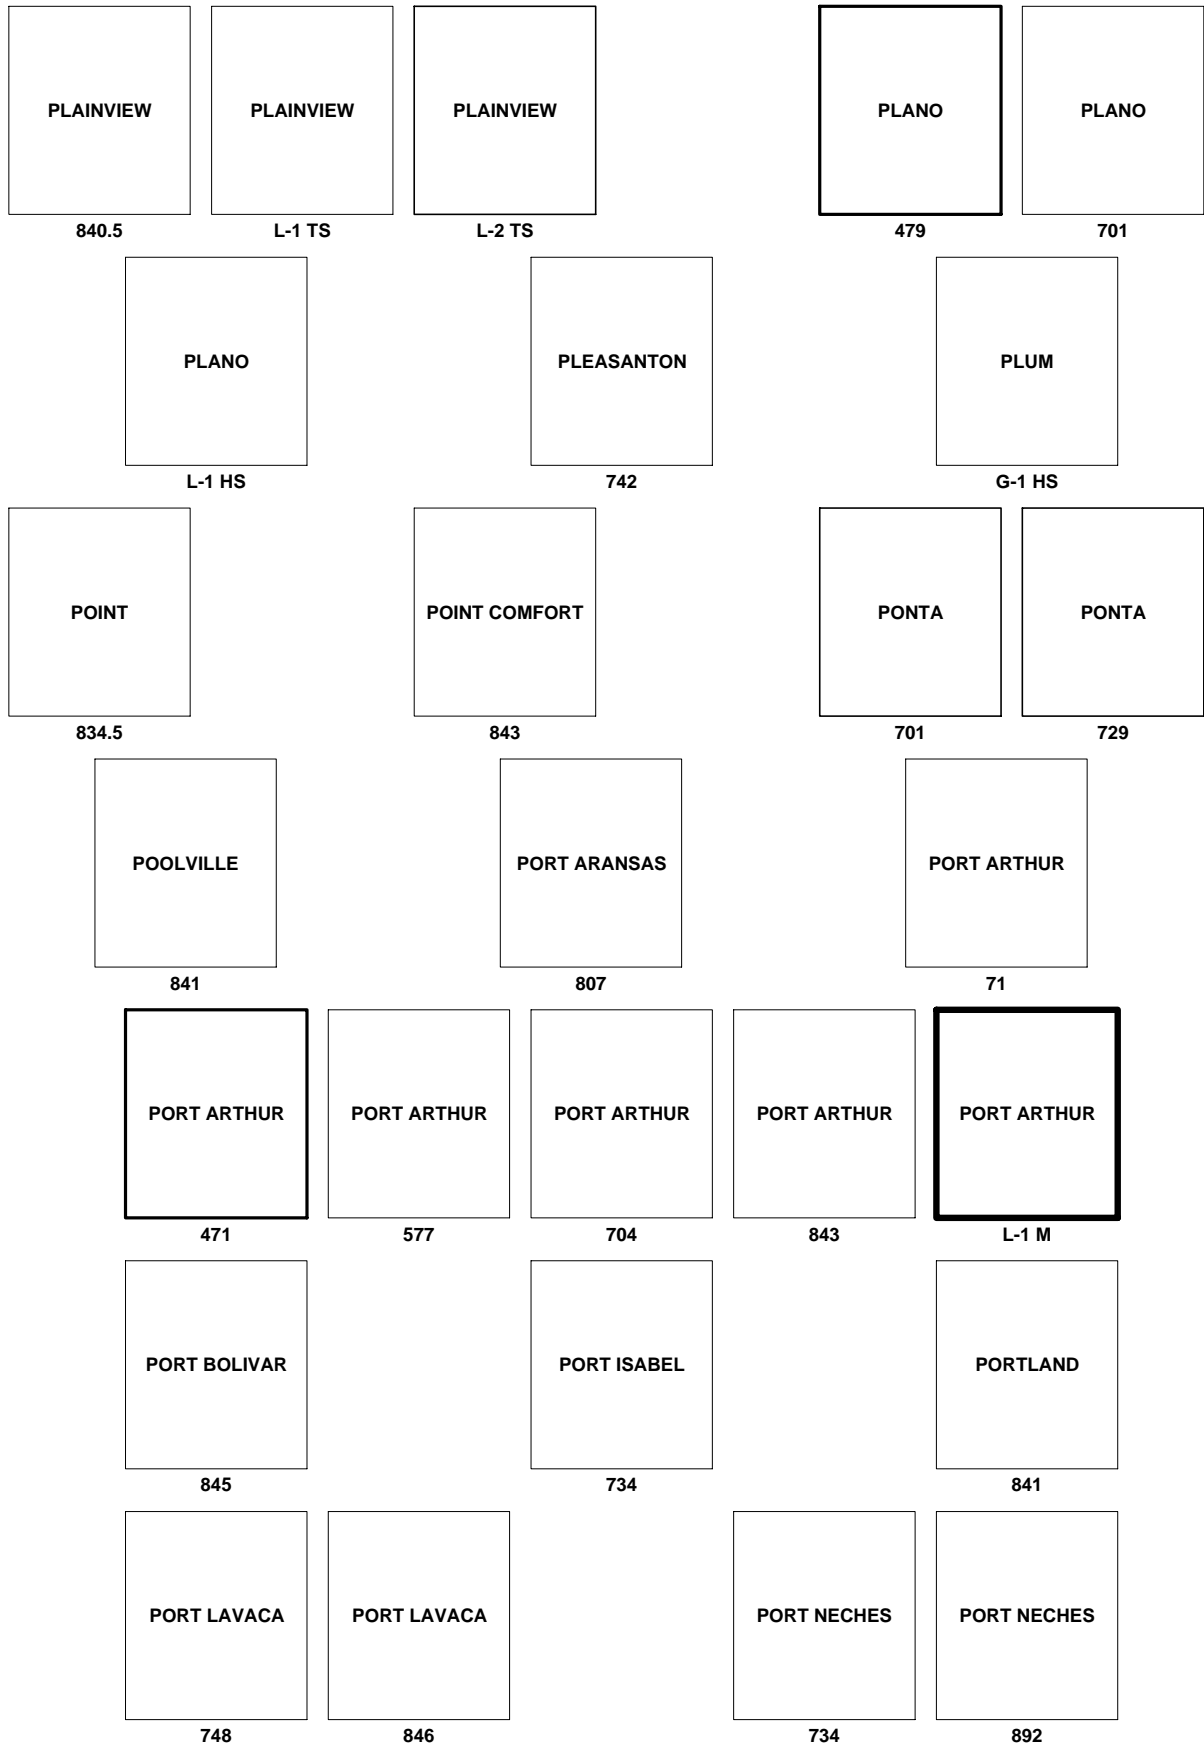 PLAINVIEW PLAINVIEW PLAINVIEW PLANO PLANO
840.5 L-1 TS L-2 TS 479 701
PLANO PLEASANTON PLUM
L-1 HS 742 G-1 HS
POINT POINT COMFORT PONTA PONTA
834.5 843 701 729
POOLVILLE PORT ARANSAS PORT ARTHUR
841 807 71
PORT ARTHUR PORT ARTHUR PORT ARTHUR PORT ARTHUR PORT ARTHUR
471 577 704 843 L-1 M
PORT BOLIVAR PORT ISABEL PORTLAND
845 734 841
PORT LAVACA PORT LAVACA PORT NECHES PORT NECHES
748 846 734 892